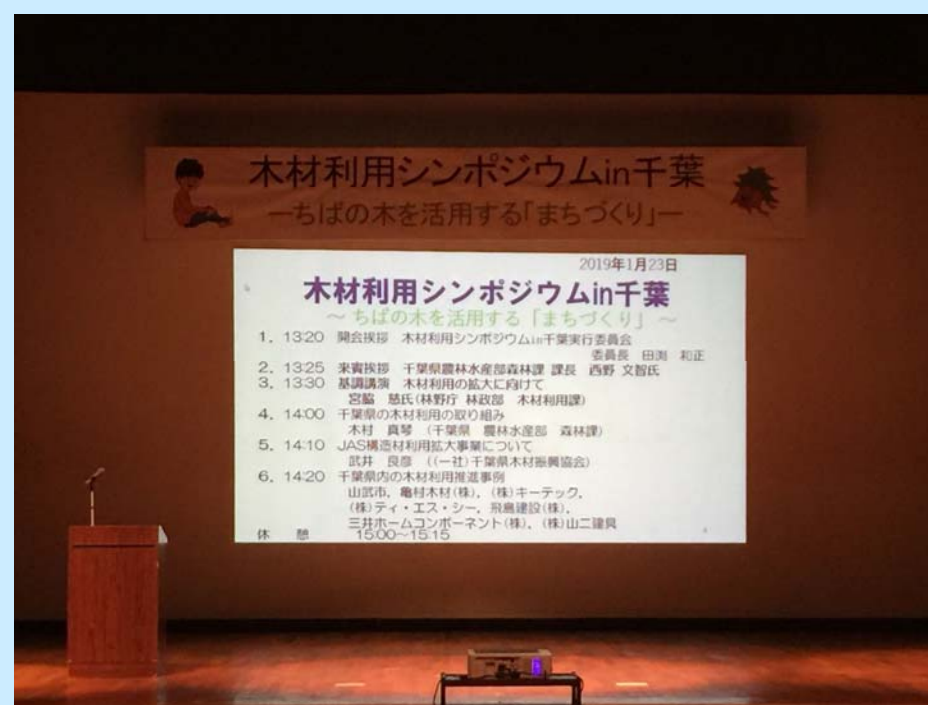 木材利用シンポジウムin千葉
―ちばの木を活用する「まちづくり」―
2019年1月23日
木材利用シンポジウムin千葉
～ ちばの木を活用する「まちづくり」 ～
1. 13:20 開会挨拶 木材利用シンポジウムin千葉実行委員会
委員長 田渕 和正
2. 13:25 来賓挨拶 千葉県農林水産部森林課 課長 西野 文智氏
3. 13:30 基調講演 木材利用の拡大に向けて
宮脇 慈氏(林野庁 林政部 木材利用課)
4. 14:00 千葉県の木材利用の取り組み
木村 真琴 (千葉県 農林水産部 森林課)
5. 14:10 JAS構造材利用拡大事業について
武井 良彦 ((一社)千葉県木材振興協会)
6. 14:20 千葉県内の木材利用推進事例
山武市, 亀村木材(株), (株)キーテック,
(株)ティ・エス・シー, 飛島建設(株),
三井ホームコンポーネント(株), (株)山二建具
休 憩 15:00～15:15